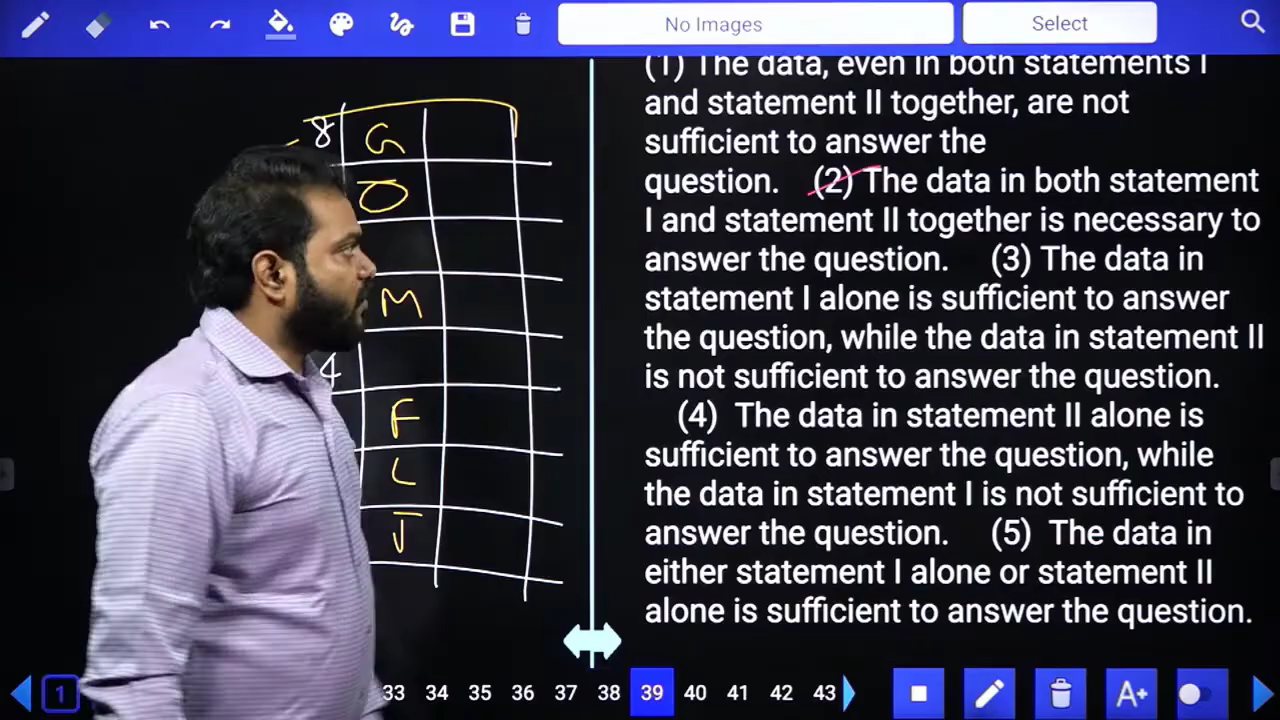 No Images
Select
8 G
O
M
4
F
L
J
(1) The data, even in both statements I
and statement II together, are not
sufficient to answer the
question. (2) The data in both statement
I and statement II together is necessary to
answer the question. (3) The data in
statement I alone is sufficient to answer
the question, while the data in statement II
is not sufficient to answer the question.
(4) The data in statement II alone is
sufficient to answer the question, while
the data in statement I is not sufficient to
answer the question. (5) The data in
either statement I alone or statement II
alone is sufficient to answer the question.
1 33 34 35 36 37 38 39 40 41 42 43
A+